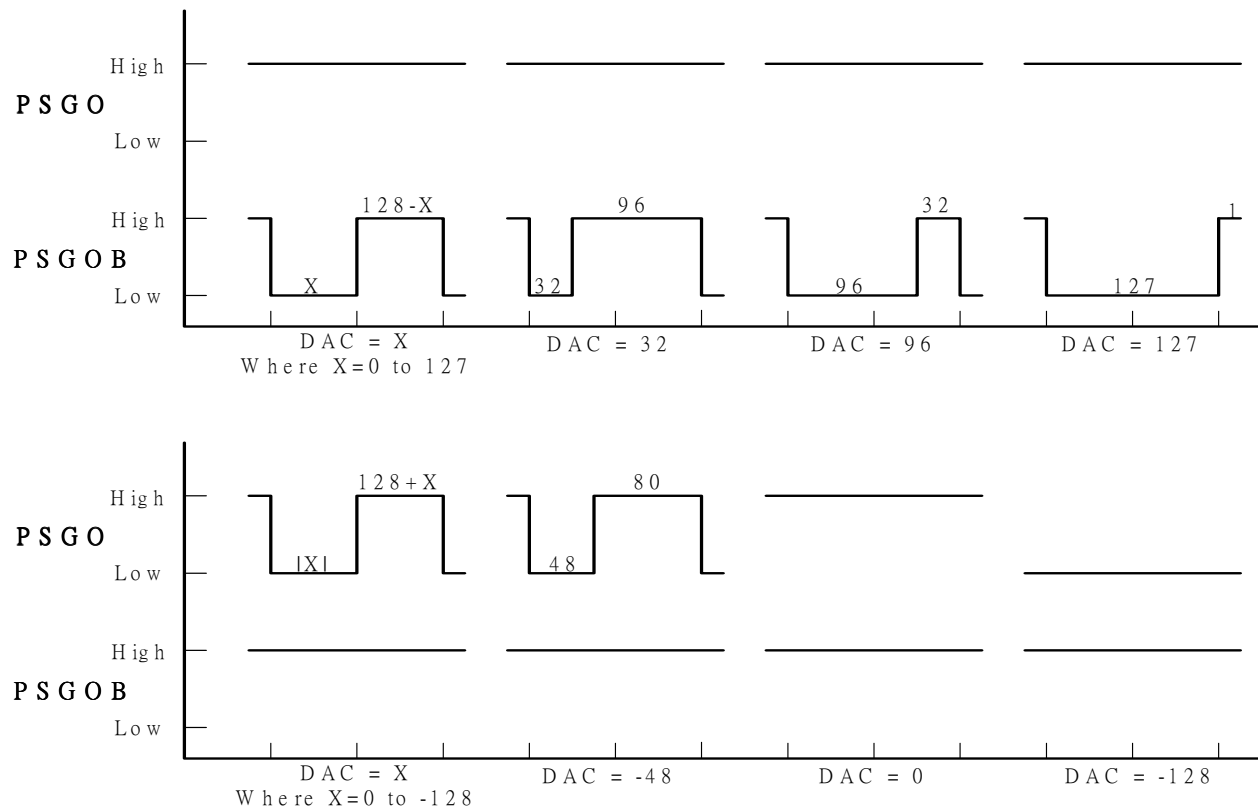 High
PSGO
Low
High
128-X
96
32
1
PSGOB
Low
X
32
96
127
DAC = X
Where X=0 to 127
DAC = 32
DAC = 96
DAC = 127
High
128+X
80
PSGO
Low
|X|
48
High
PSGOB
Low
DAC = X
Where X=0 to -128
DAC = -48
DAC = 0
DAC = -128